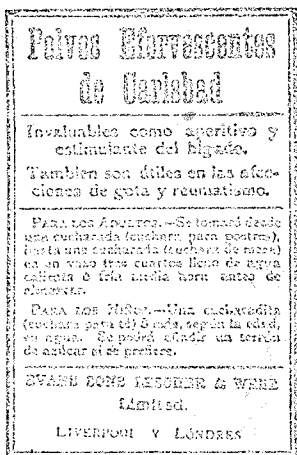 Polvos Efervescentes
de Carlsbad
Invaluables como aperitivo y
estimulante del higado.
Tambien son útiles en las afec-
ciones de gota y reumatismo.
PARA LOS ADULTOS.—Se tomará desde
una cucharada (cuchara para postres),
hasta una cucharada (cuchara de mesa)
en un vaso tres cuartos lleno de agua
caliente ó fria media hora antes de
almorzar.
PARA LOS NIÑOS.—Una cucharadita
(cuchara para té) ó más, según la edad,
en agua. Se podrá añadir un terrón
de azúcar si se prefiere.
EVANS SONS LESCHER & WEBB
Limited.
LIVERPOOL Y LONDRES